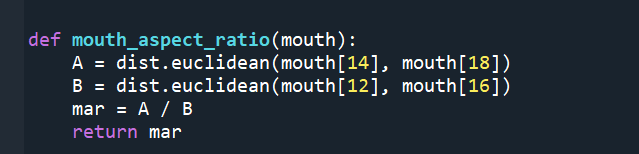 def mouth_aspect_ratio(mouth):
    A = dist.euclidean(mouth[14], mouth[18])
    B = dist.euclidean(mouth[12], mouth[16])
    mar = A / B
    return mar